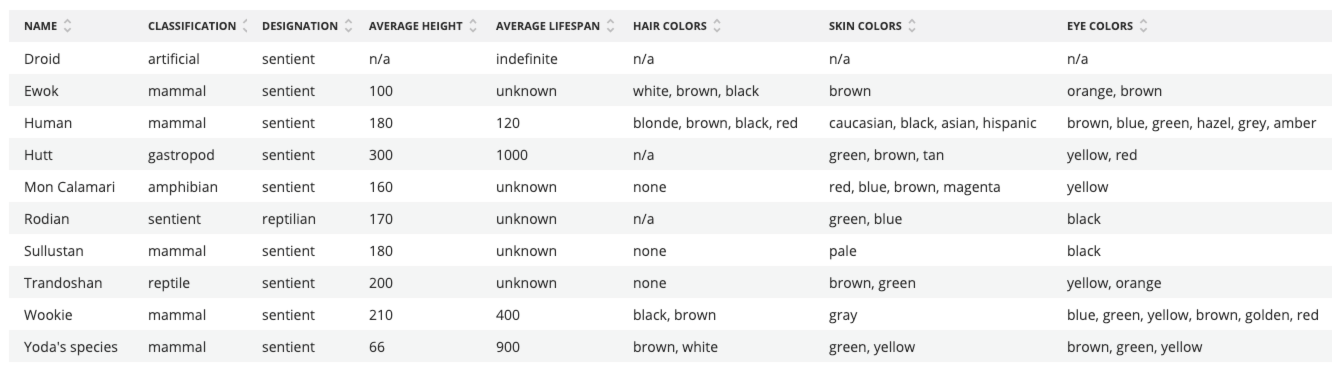 NAME CLASSIFICATION DESIGNATION AVERAGE HEIGHT AVERAGE LIFESPAN HAIR COLORS SKIN COLORS EYE COLORS
Droid artificial sentient n/a indefinite n/a n/a n/a
Ewok mammal sentient 100 unknown white, brown, black brown orange, brown
Human mammal sentient 180 120 blonde, brown, black, red caucasian, black, asian, hispanic brown, blue, green, hazel, grey, amber
Hutt gastropod sentient 300 1000 n/a green, brown, tan yellow, red
Mon Calamari amphibian sentient 160 unknown none red, blue, brown, magenta yellow
Rodian sentient reptilian 170 unknown n/a green, blue black
Sullustan mammal sentient 180 unknown none pale black
Trandoshan reptile sentient 200 unknown none brown, green yellow, orange
Wookie mammal sentient 210 400 black, brown gray blue, green, yellow, brown, golden, red
Yoda's species mammal sentient 66 900 brown, white green, yellow brown, green, yellow